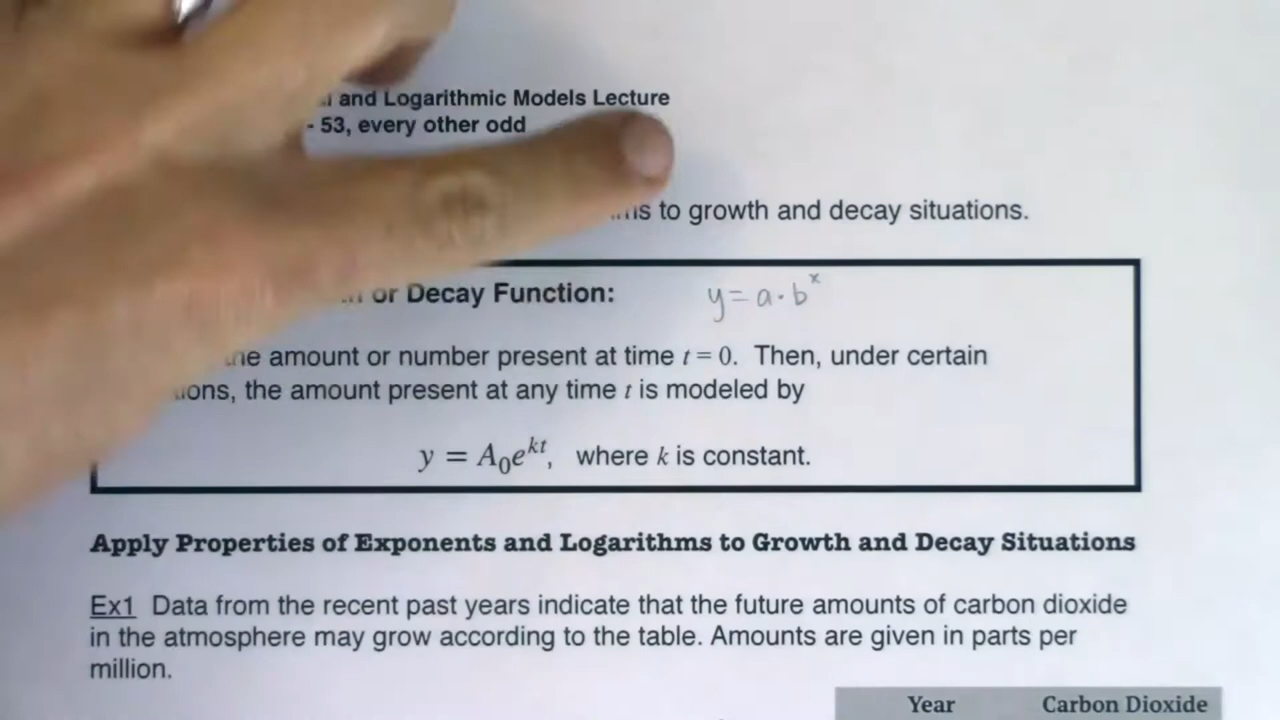 and Logarithmic Models Lecture
- 53, every other odd
to growth and decay situations.
or Decay Function: y = a · b^x
amount or number present at time t = 0. Then, under certain
the amount present at any time t is modeled by
y = A₀e^{kt}, where k is constant.
Apply Properties of Exponents and Logarithms to Growth and Decay Situations
Ex1 Data from the recent past years indicate that the future amounts of carbon dioxide
in the atmosphere may grow according to the table. Amounts are given in parts per
million.
Year Carbon Dioxide